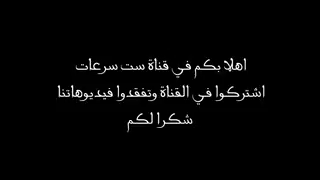 اهلا بكم في قناة ست سرعات
اشتركوا في القناة وتفقدوا فيديوهاتنا
شكرا لكم